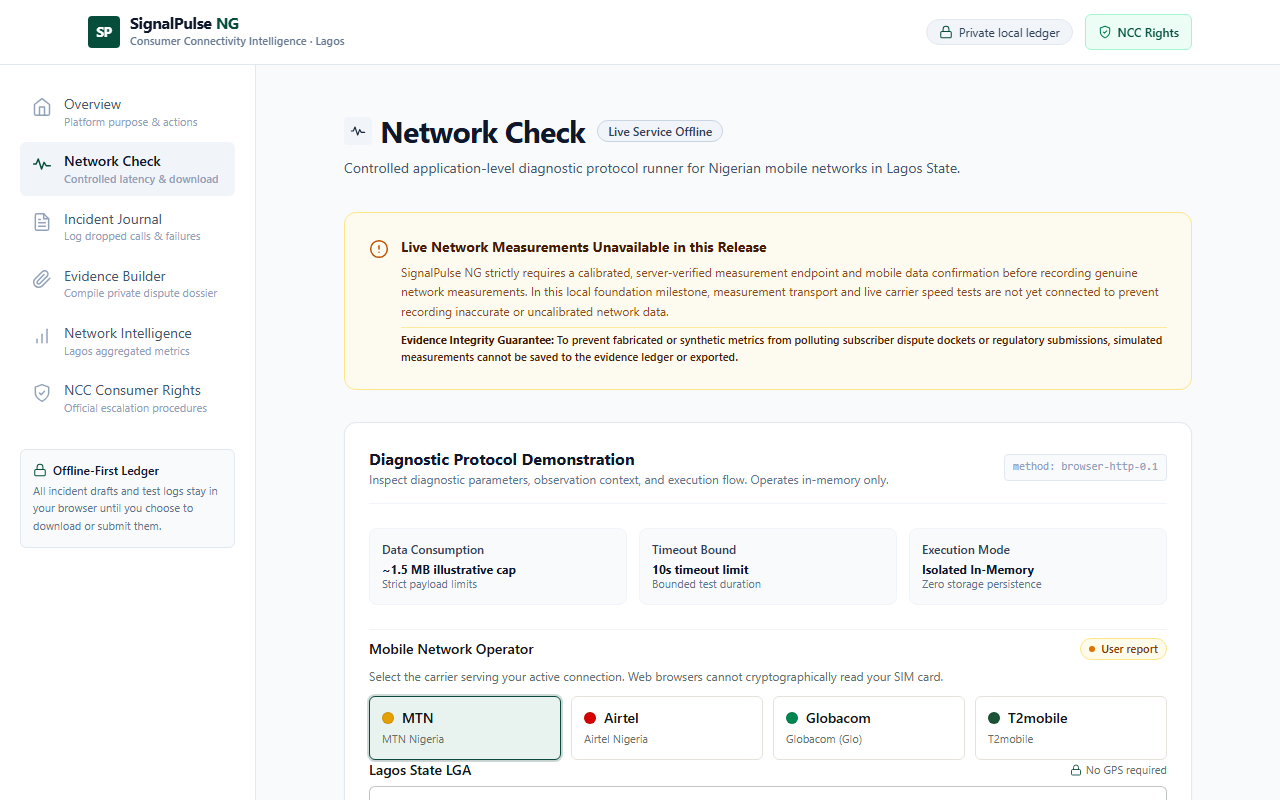 SP
SignalPulse NG
Consumer Connectivity Intelligence · Lagos
Private local ledger
NCC Rights
Overview
Platform purpose & actions
Network Check
Controlled latency & download
Incident Journal
Log dropped calls & failures
Evidence Builder
Compile private dispute dossier
Network Intelligence
Lagos aggregated metrics
NCC Consumer Rights
Official escalation procedures
Offline-First Ledger
All incident drafts and test logs stay in
your browser until you choose to
download or submit them.
Network Check
Live Service Offline
Controlled application-level diagnostic protocol runner for Nigerian mobile networks in Lagos State.
Live Network Measurements Unavailable in this Release
SignalPulse NG strictly requires a calibrated, server-verified measurement endpoint and mobile data confirmation before recording genuine
network measurements. In this local foundation milestone, measurement transport and live carrier speed tests are not yet connected to prevent
recording inaccurate or uncalibrated network data.
Evidence Integrity Guarantee: To prevent fabricated or synthetic metrics from polluting subscriber dispute dockets or regulatory submissions, simulated
measurements cannot be saved to the evidence ledger or exported.
Diagnostic Protocol Demonstration
Inspect diagnostic parameters, observation context, and execution flow. Operates in-memory only.
method: browser-http-0.1
Data Consumption
~1.5 MB illustrative cap
Strict payload limits
Timeout Bound
10s timeout limit
Bounded test duration
Execution Mode
Isolated In-Memory
Zero storage persistence
Mobile Network Operator
User report
Select the carrier serving your active connection. Web browsers cannot cryptographically read your SIM card.
MTN
MTN Nigeria
Airtel
Airtel Nigeria
Globacom
Globacom (Glo)
T2mobile
T2mobile
Lagos State LGA
No GPS required